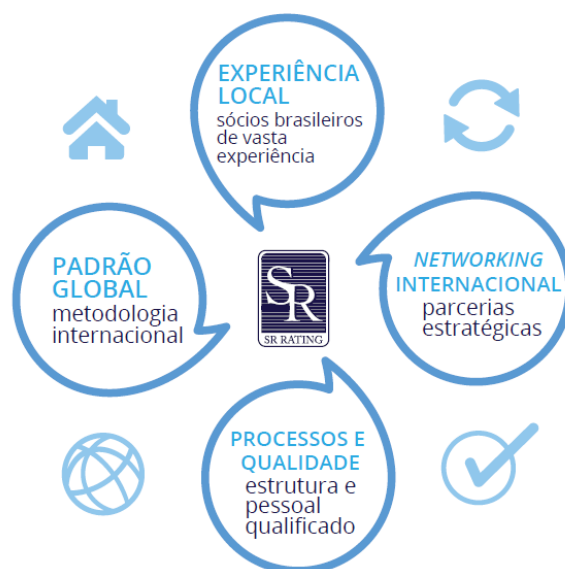 EXPERIÊNCIA
LOCAL
sócios brasileiros
de vasta
experiência
PADRÃO
GLOBAL
metodologia
internacional
SR
SR RATING
NETWORKING
INTERNACIONAL
parcerias
estratégicas
PROCESSOS E
QUALIDADE
estrutura e
pessoal
qualificado